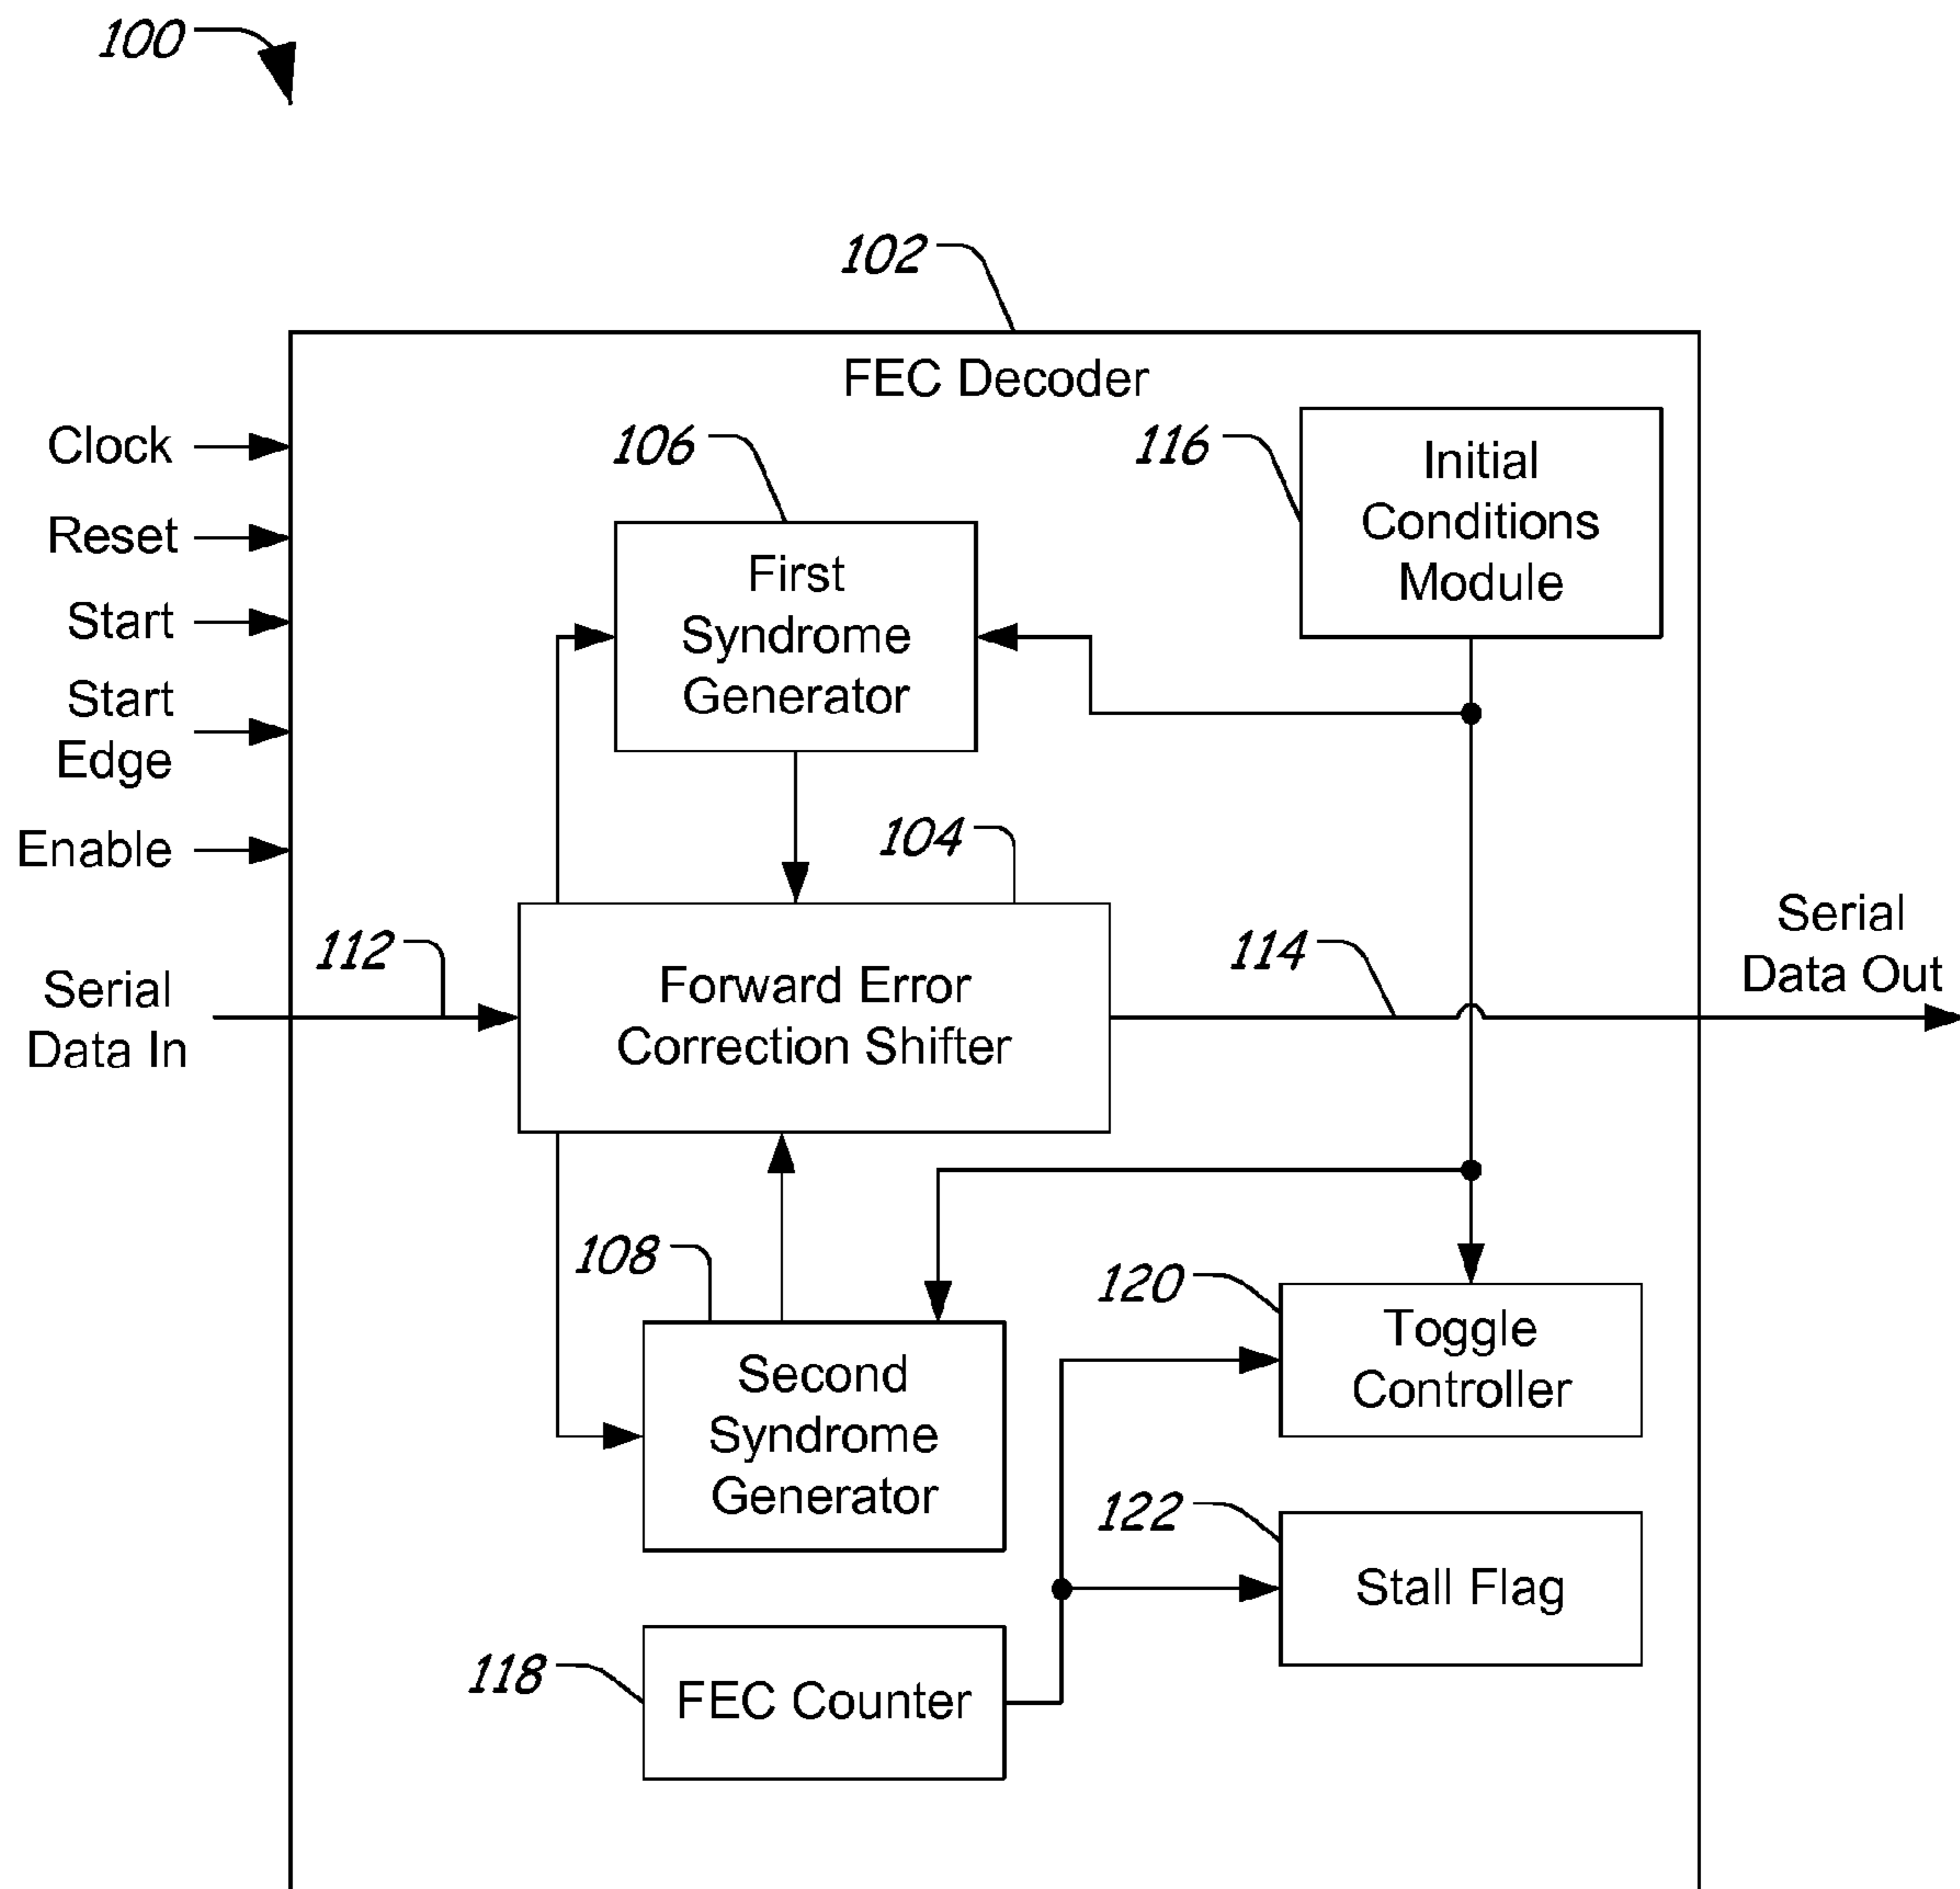 100
102
FEC Decoder
Clock
Reset
Start
Start
Edge
Enable
106
First
Syndrome
Generator
116
Initial
Conditions
Module
104
Forward Error
Correction Shifter
112
Serial
Data In
114
Serial
Data Out
108
Second
Syndrome
Generator
120
Toggle
Controller
122
Stall Flag
118
FEC Counter